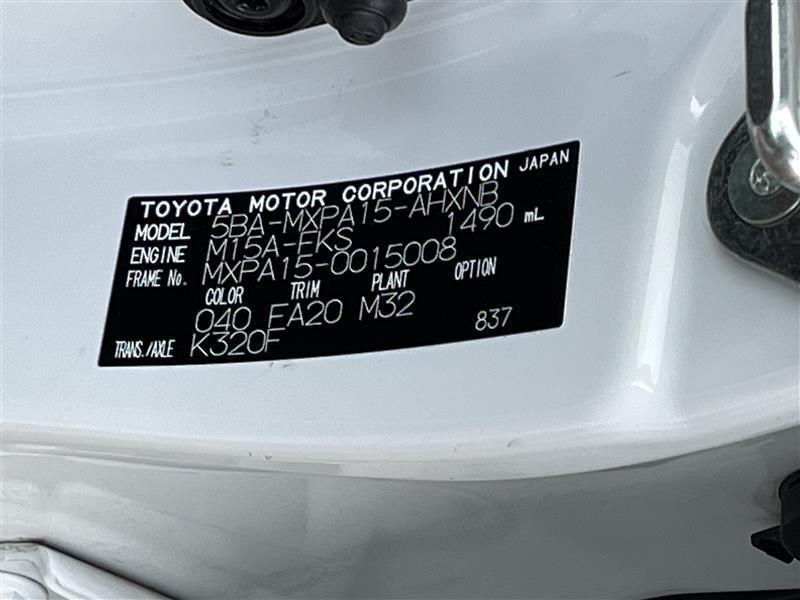 TOYOTA MOTOR CORPORATION JAPAN
MODEL 5BA-MXPA15-AHXNB
ENGINE M15A-FKS 1490 mL
FRAME No. MXPA15-0015008
COLOR TRIM PLANT OPTION
040 EA20 M32
TRANS./AXLE K320F 837